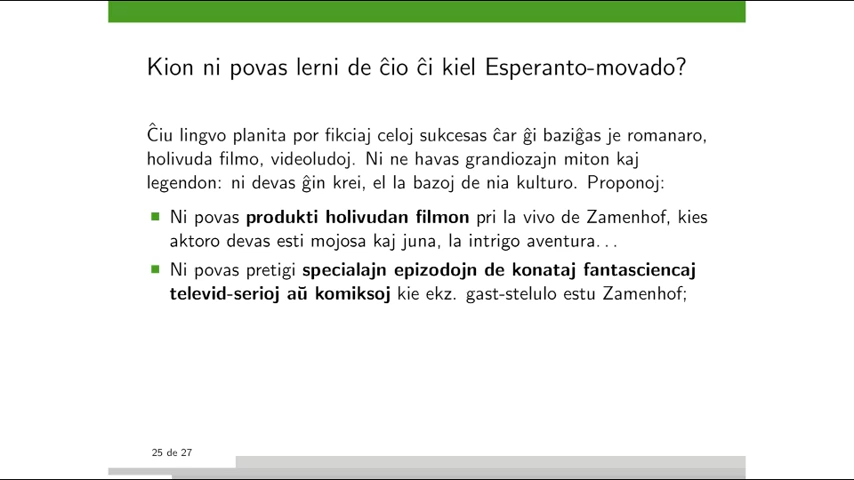 Kion ni povas lerni de ĉio ĉi kiel Esperanto-movado?
Ĉiu lingvo planita por fikciaj celoj sukcesas ĉar ĝi baziĝas je romanaro,
holivuda filmo, videoludoj. Ni ne havas grandiozajn miton kaj
legendon: ni devas ĝin krei, el la bazoj de nia kulturo. Proponoj:
Ni povas produkti holivudan filmon pri la vivo de Zamenhof, kies
aktoro devas esti mojosa kaj juna, la intrigo aventura...
Ni povas pretigi specialajn epizodojn de konataj fantasciencaj
televid-serioj aŭ komiksoj kie ekz. gast-stelulo estu Zamenhof;
25 de 27